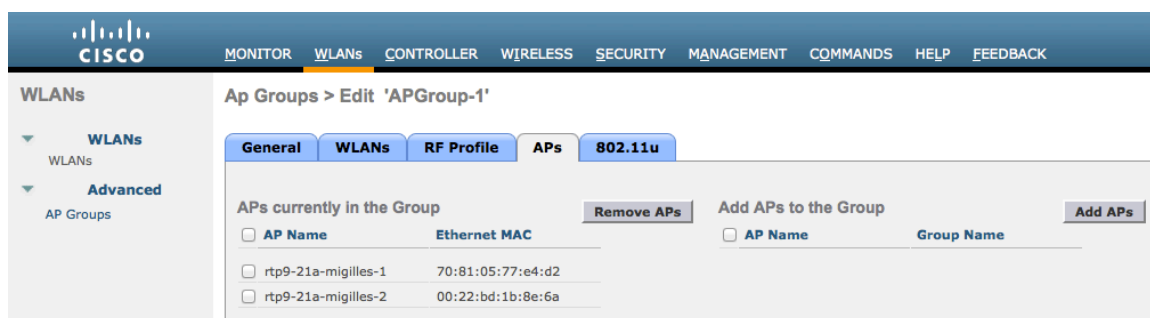 CISCO
MONITOR WLANs CONTROLLER WIRELESS SECURITY MANAGEMENT COMMANDS HELP FEEDBACK
WLANs
WLANs
WLANs
Advanced
AP Groups
Ap Groups > Edit 'APGroup-1'
General WLANs RF Profile APs 802.11u
APs currently in the Group Remove APs
AP Name Ethernet MAC
rtp9-21a-migilles-1 70:81:05:77:e4:d2
rtp9-21a-migilles-2 00:22:bd:1b:8e:6a
Add APs to the Group Add APs
AP Name Group Name